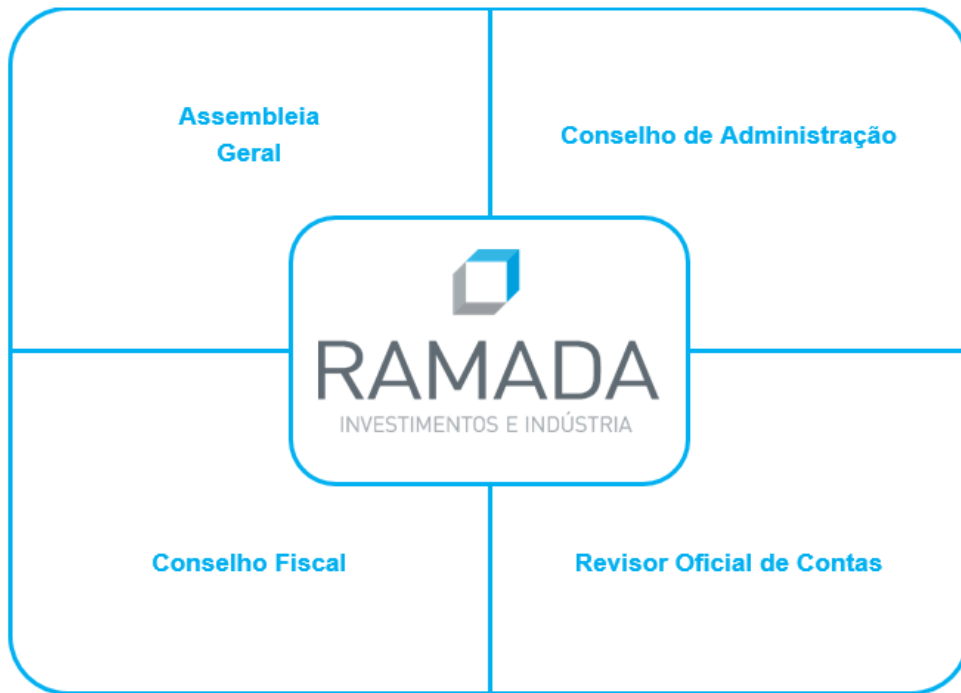 Assembleia
Geral
Conselho de Administração
RAMADA
INVESTIMENTOS E INDÚSTRIA
Conselho Fiscal
Revisor Oficial de Contas